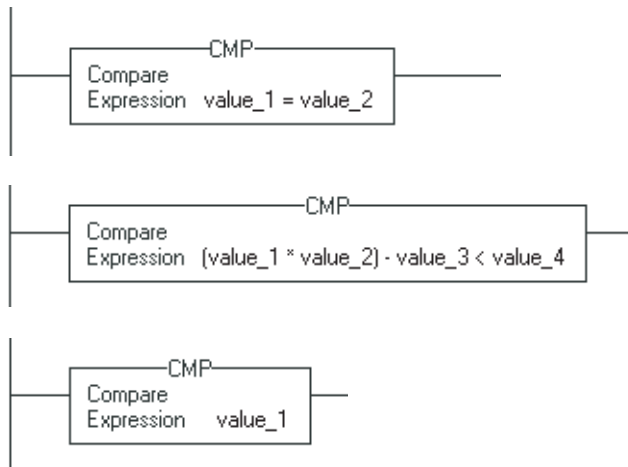 CMP
Compare
Expression value_1 = value_2
CMP
Compare
Expression (value_1 * value_2) - value_3 < value_4
CMP
Compare
Expression value_1